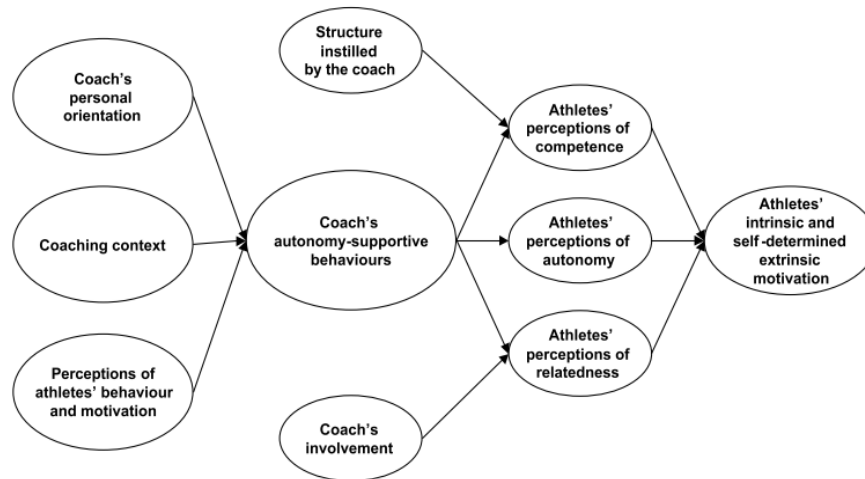 Structure
instilled
by the coach
Coach's
personal
orientation
Athletes'
perceptions of
competence
Coaching context
Coach's
autonomy-supportive
behaviours
Athletes'
perceptions of
autonomy
Athletes'
intrinsic and
self-determined
extrinsic
motivation
Perceptions of
athletes' behaviour
and motivation
Athletes'
perceptions of
relatedness
Coach's
involvement